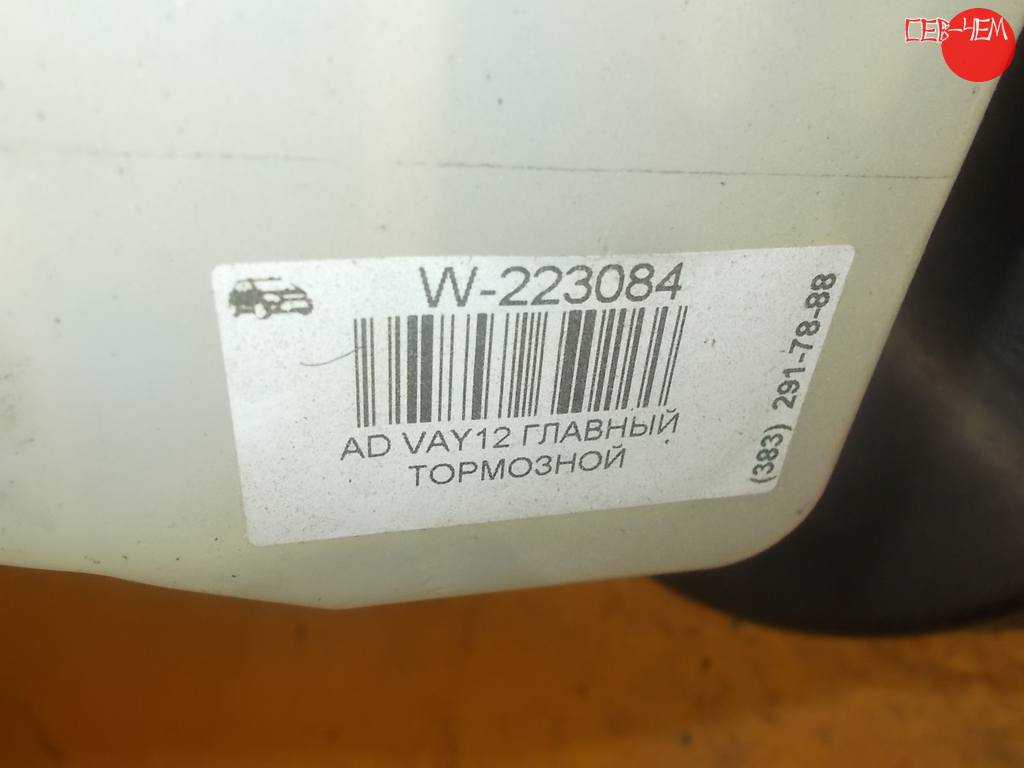 СЕВ-ЧЕМ
W-223084
AD VAY12 ГЛАВНЫЙ
ТОРМОЗНОЙ
(383) 291-78-88